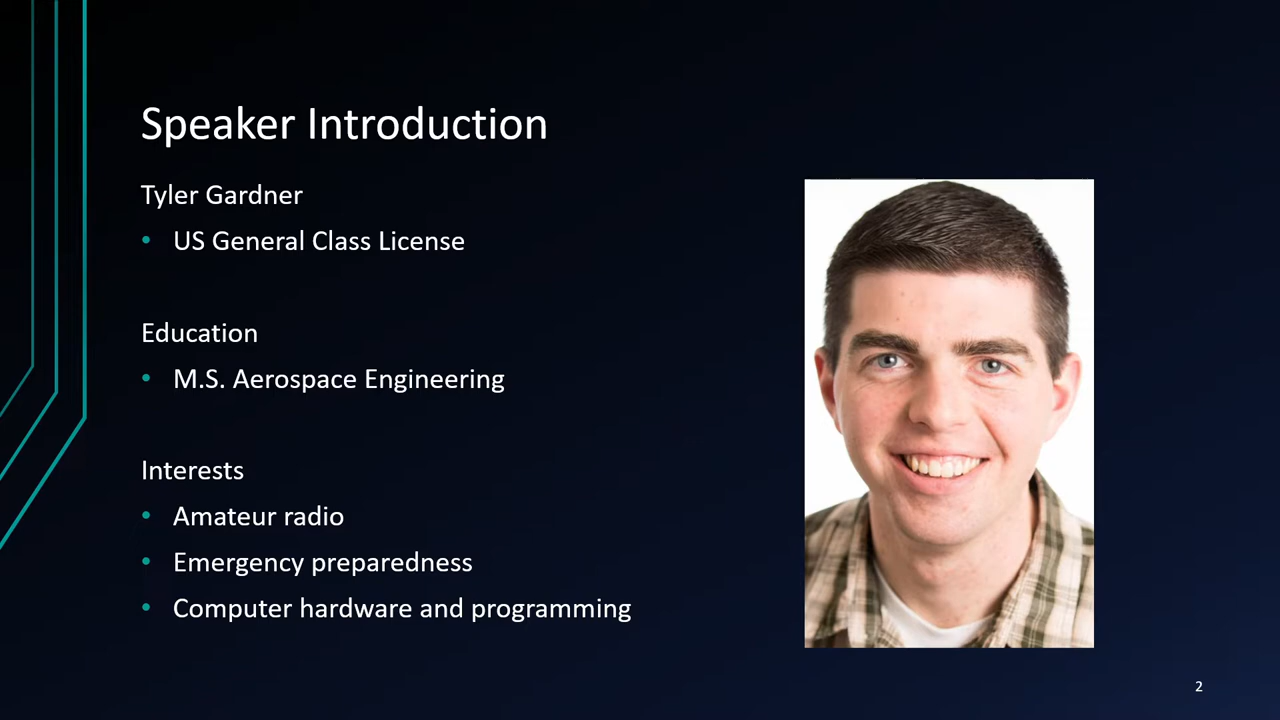 Speaker Introduction
Tyler Gardner
• US General Class License
Education
• M.S. Aerospace Engineering
Interests
• Amateur radio
• Emergency preparedness
• Computer hardware and programming
2